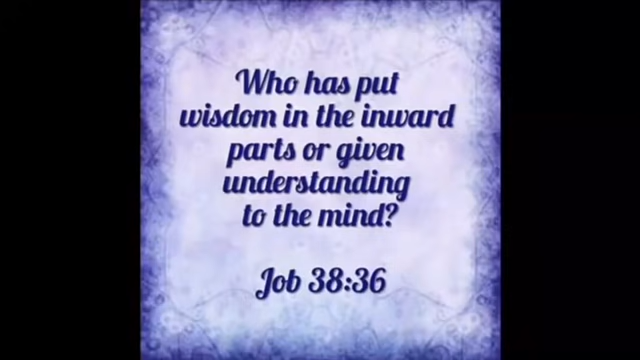 Who has put
wisdom in the inward
parts or given
understanding
to the mind?
Job 38:36